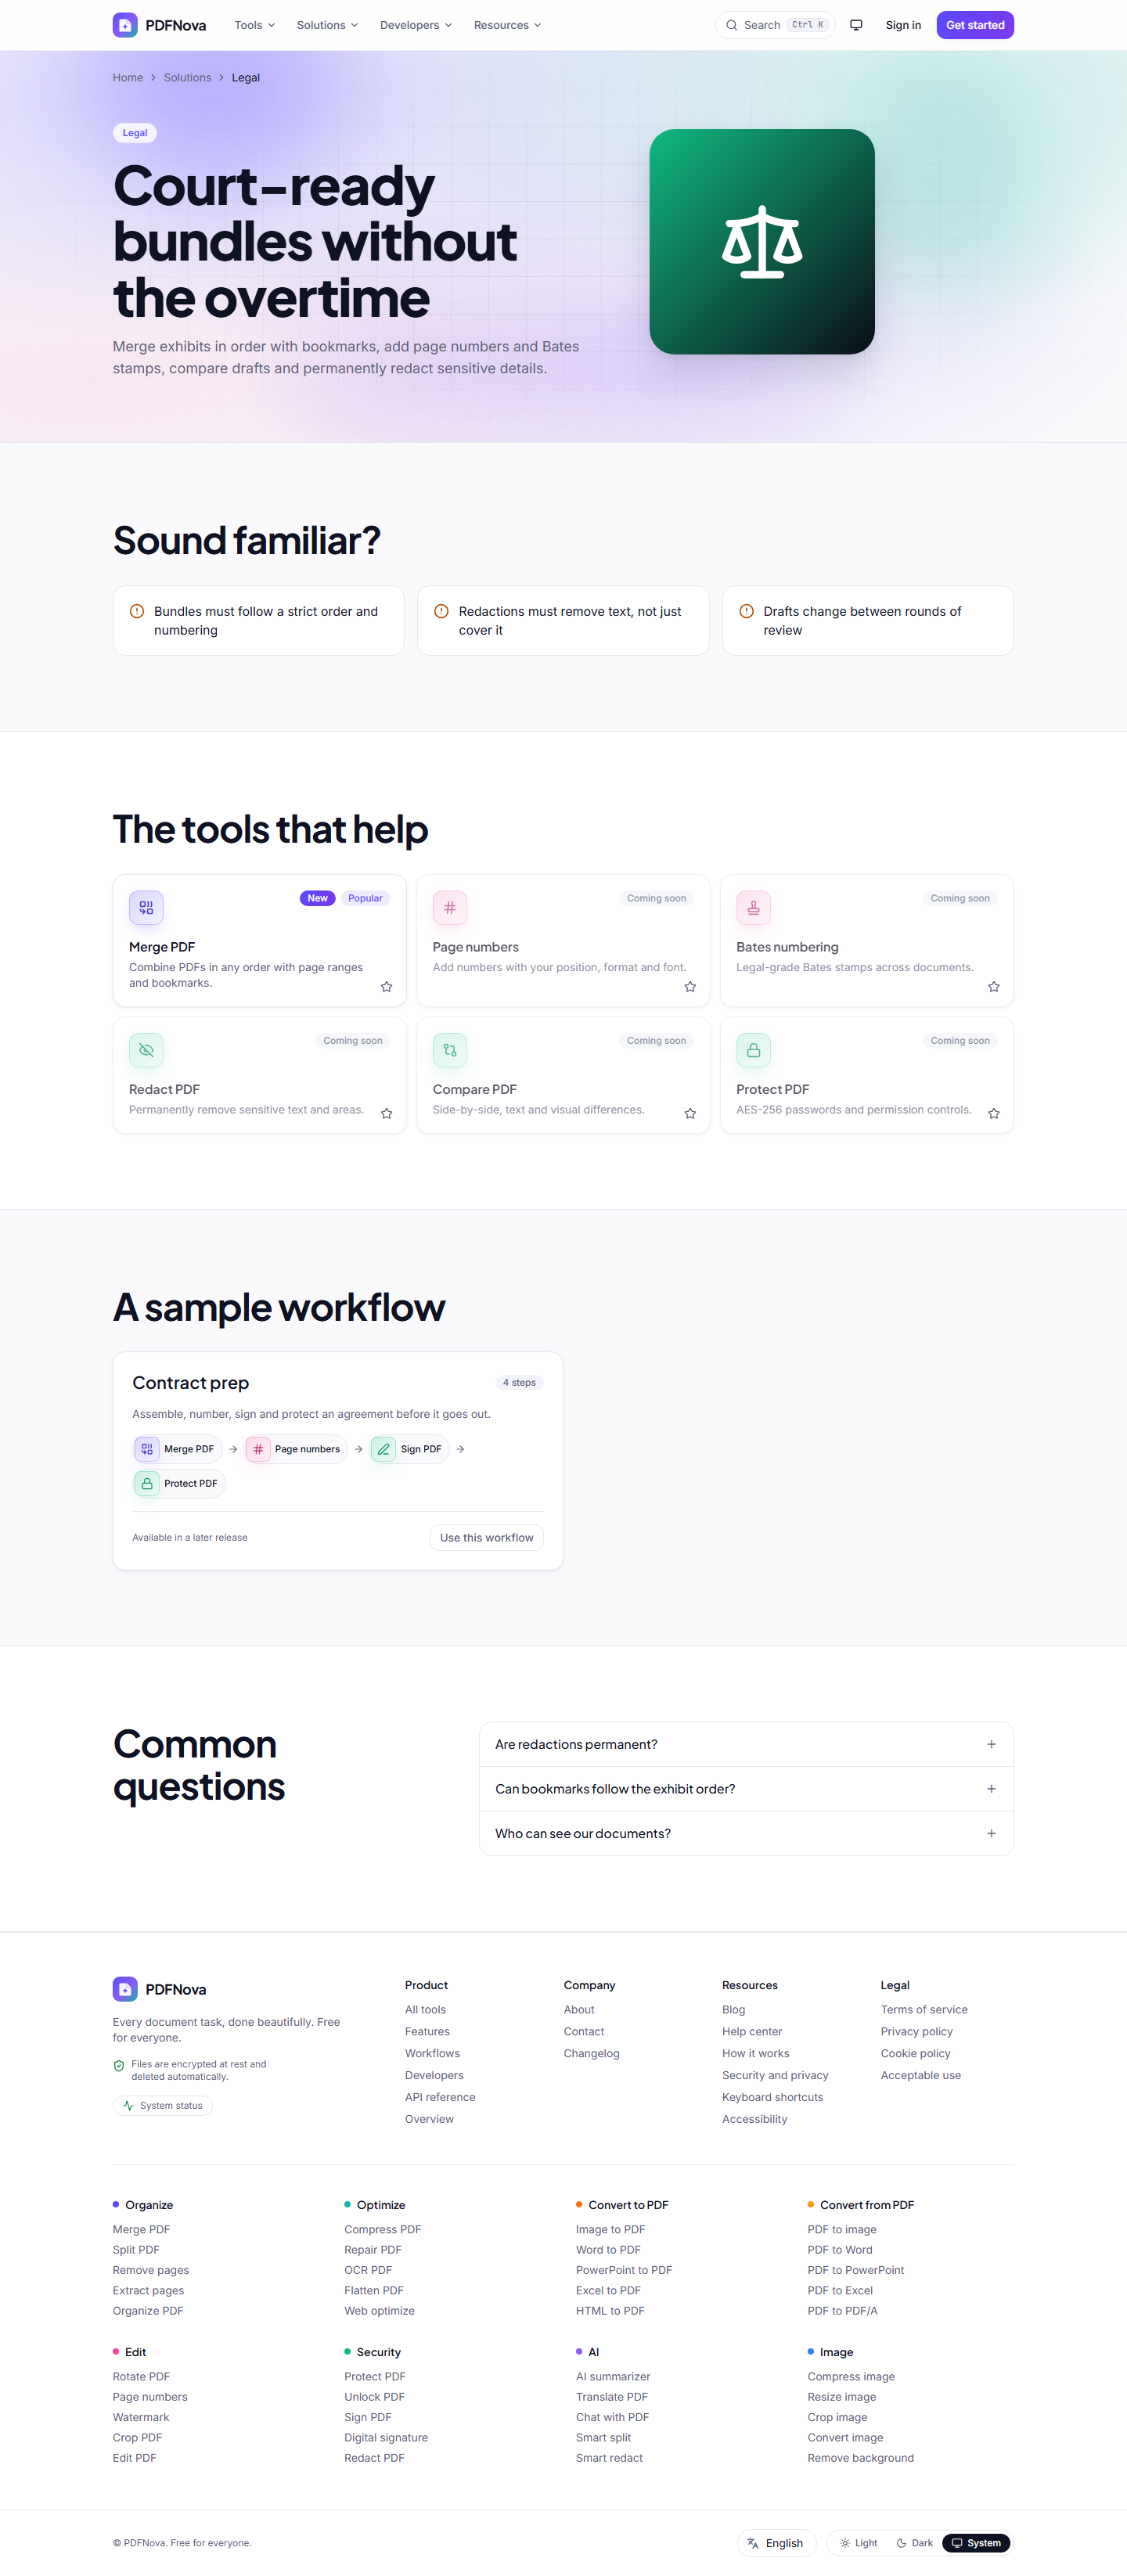 PDFNova
Tools
Solutions
Developers
Resources
Search
Ctrl K
Sign in
Get started
Home
Solutions
Legal
Legal
Court-ready
bundles without
the overtime
Merge exhibits in order with bookmarks, add page numbers and Bates
stamps, compare drafts and permanently redact sensitive details.
Sound familiar?
Bundles must follow a strict order and
numbering
Redactions must remove text, not just
cover it
Drafts change between rounds of
review
The tools that help
New
Popular
Merge PDF
Combine PDFs in any order with page ranges
and bookmarks.
Coming soon
Page numbers
Add numbers with your position, format and font.
Coming soon
Bates numbering
Legal-grade Bates stamps across documents.
Coming soon
Redact PDF
Permanently remove sensitive text and areas.
Coming soon
Compare PDF
Side-by-side, text and visual differences.
Coming soon
Protect PDF
AES-256 passwords and permission controls.
A sample workflow
Contract prep
4 steps
Assemble, number, sign and protect an agreement before it goes out.
Merge PDF
Page numbers
Sign PDF
Protect PDF
Available in a later release
Use this workflow
Common
questions
Are redactions permanent?
Can bookmarks follow the exhibit order?
Who can see our documents?
PDFNova
Every document task, done beautifully. Free
for everyone.
Files are encrypted at rest and
deleted automatically.
System status
Product
All tools
Features
Workflows
Developers
API reference
Overview
Company
About
Contact
Changelog
Resources
Blog
Help center
How it works
Security and privacy
Keyboard shortcuts
Accessibility
Legal
Terms of service
Privacy policy
Cookie policy
Acceptable use
Organize
Merge PDF
Split PDF
Remove pages
Extract pages
Organize PDF
Optimize
Compress PDF
Repair PDF
OCR PDF
Flatten PDF
Web optimize
Convert to PDF
Image to PDF
Word to PDF
PowerPoint to PDF
Excel to PDF
HTML to PDF
Convert from PDF
PDF to image
PDF to Word
PDF to PowerPoint
PDF to Excel
PDF to PDF/A
Edit
Rotate PDF
Page numbers
Watermark
Crop PDF
Edit PDF
Security
Protect PDF
Unlock PDF
Sign PDF
Digital signature
Redact PDF
AI
AI summarizer
Translate PDF
Chat with PDF
Smart split
Smart redact
Image
Compress image
Resize image
Crop image
Convert image
Remove background
© PDFNova. Free for everyone.
English
Light
Dark
System